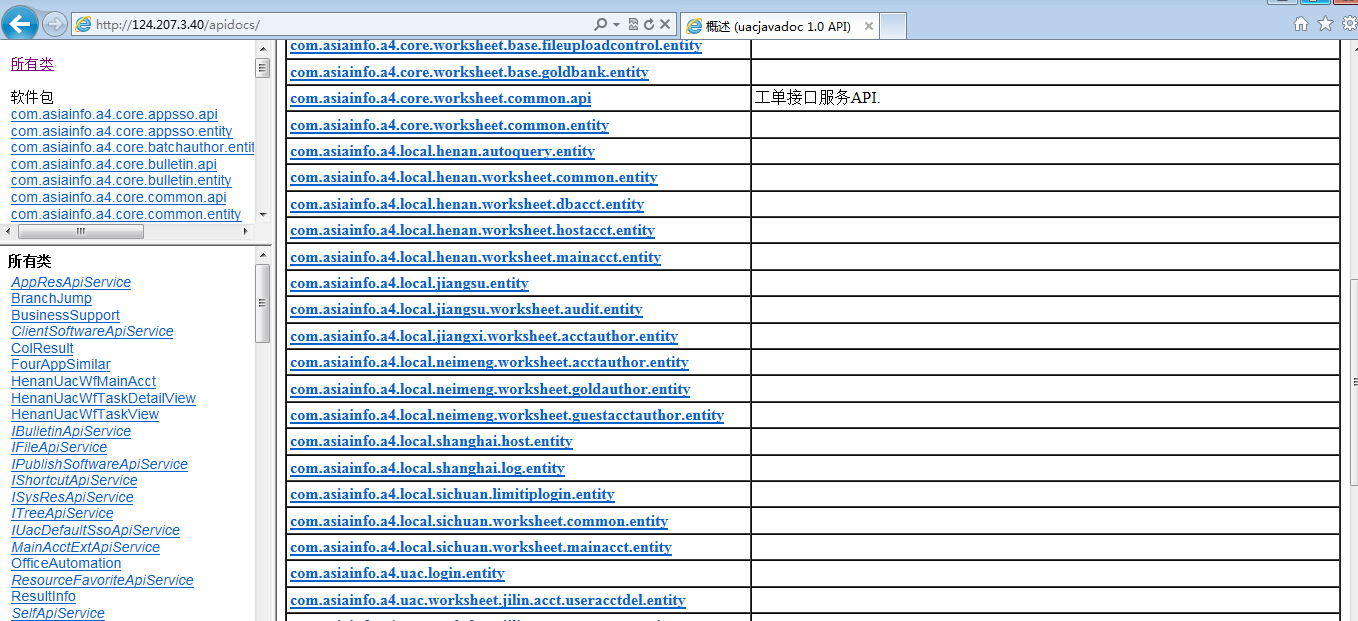 http://124.207.3.40/apidocs/
概述 (uacjavadoc 1.0 API)
所有类
软件包
com.asiainfo.a4.core.appsso.api
com.asiainfo.a4.core.appsso.entity
com.asiainfo.a4.core.batchauthor.entit
com.asiainfo.a4.core.bulletin.api
com.asiainfo.a4.core.bulletin.entity
com.asiainfo.a4.core.common.api
com.asiainfo.a4.core.common.entity
所有类
AppResApiService
BranchJump
BusinessSupport
ClientSoftwareApiService
ColResult
FourAppSimilar
HenanUacWfMainAcct
HenanUacWfTaskDetailView
HenanUacWfTaskView
IBulletinApiService
IFileApiService
IPublishSoftwareApiService
IShortcutApiService
ISysResApiService
ITreeApiService
IUacDefaultSsoApiService
MainAcctExtApiService
OfficeAutomation
ResourceFavoriteApiService
ResultInfo
SelfApiService
com.asiainfo.a4.core.worksheet.base.fileuploadcontrol.entity
com.asiainfo.a4.core.worksheet.base.goldbank.entity
com.asiainfo.a4.core.worksheet.common.api 工单接口服务API.
com.asiainfo.a4.core.worksheet.common.entity
com.asiainfo.a4.local.henan.autoquery.entity
com.asiainfo.a4.local.henan.worksheet.common.entity
com.asiainfo.a4.local.henan.worksheet.dbacct.entity
com.asiainfo.a4.local.henan.worksheet.hostacct.entity
com.asiainfo.a4.local.henan.worksheet.mainacct.entity
com.asiainfo.a4.local.jiangsu.entity
com.asiainfo.a4.local.jiangsu.worksheet.audit.entity
com.asiainfo.a4.local.jiangxi.worksheet.acctauthor.entity
com.asiainfo.a4.local.neimeng.worksheet.acctauthor.entity
com.asiainfo.a4.local.neimeng.worksheet.goldauthor.entity
com.asiainfo.a4.local.neimeng.worksheet.guestacctauthor.entity
com.asiainfo.a4.local.shanghai.host.entity
com.asiainfo.a4.local.shanghai.log.entity
com.asiainfo.a4.local.sichuan.limitiplogin.entity
com.asiainfo.a4.local.sichuan.worksheet.common.entity
com.asiainfo.a4.local.sichuan.worksheet.mainacct.entity
com.asiainfo.a4.uac.login.entity
com.asiainfo.a4.uac.worksheet.jilin.acct.useracctdel.entity